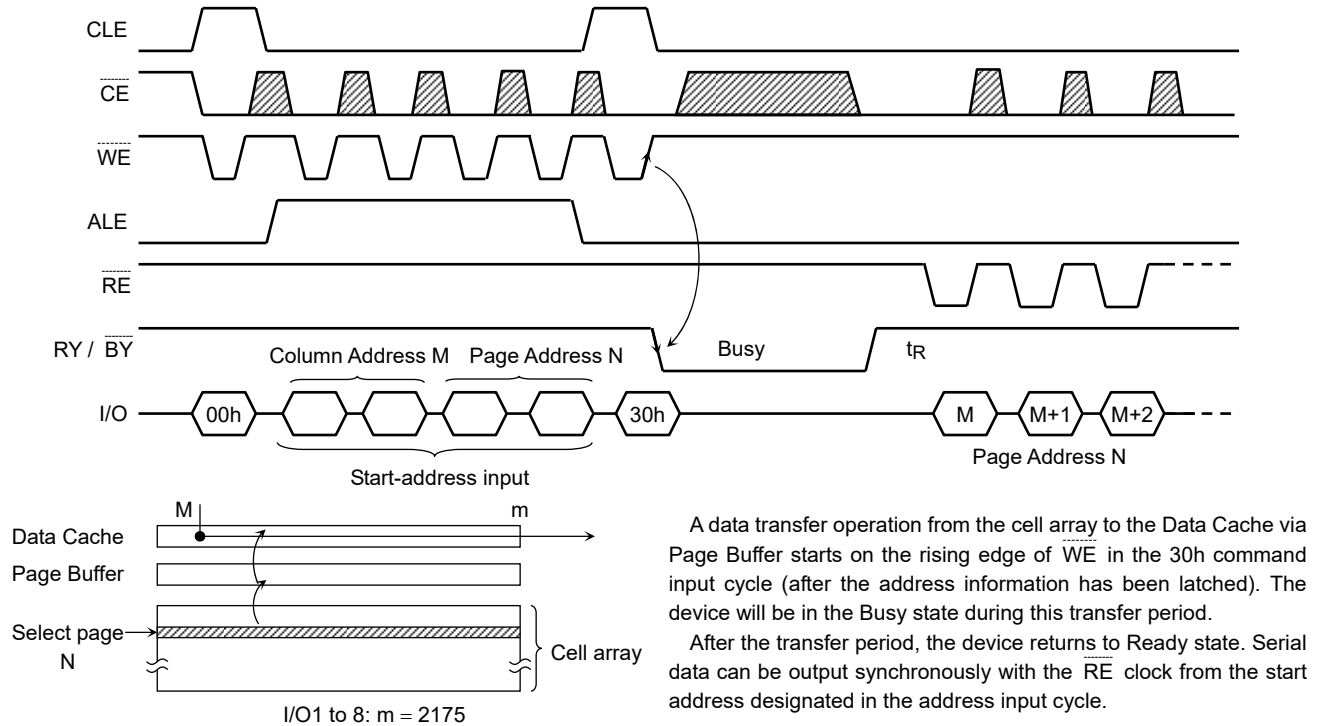 CLE
CE
WE
ALE
RE
RY / BY
Busy
tR
Column Address M
Page Address N
I/O
00h
30h
M
M+1
M+2
Page Address N
Start-address input
M
m
Data Cache
Page Buffer
Select page
N
Cell array
I/O1 to 8: m = 2175
A data transfer operation from the cell array to the Data Cache via
Page Buffer starts on the rising edge of WE in the 30h command
input cycle (after the address information has been latched). The
device will be in the Busy state during this transfer period.
After the transfer period, the device returns to Ready state. Serial
data can be output synchronously with the RE clock from the start
address designated in the address input cycle.